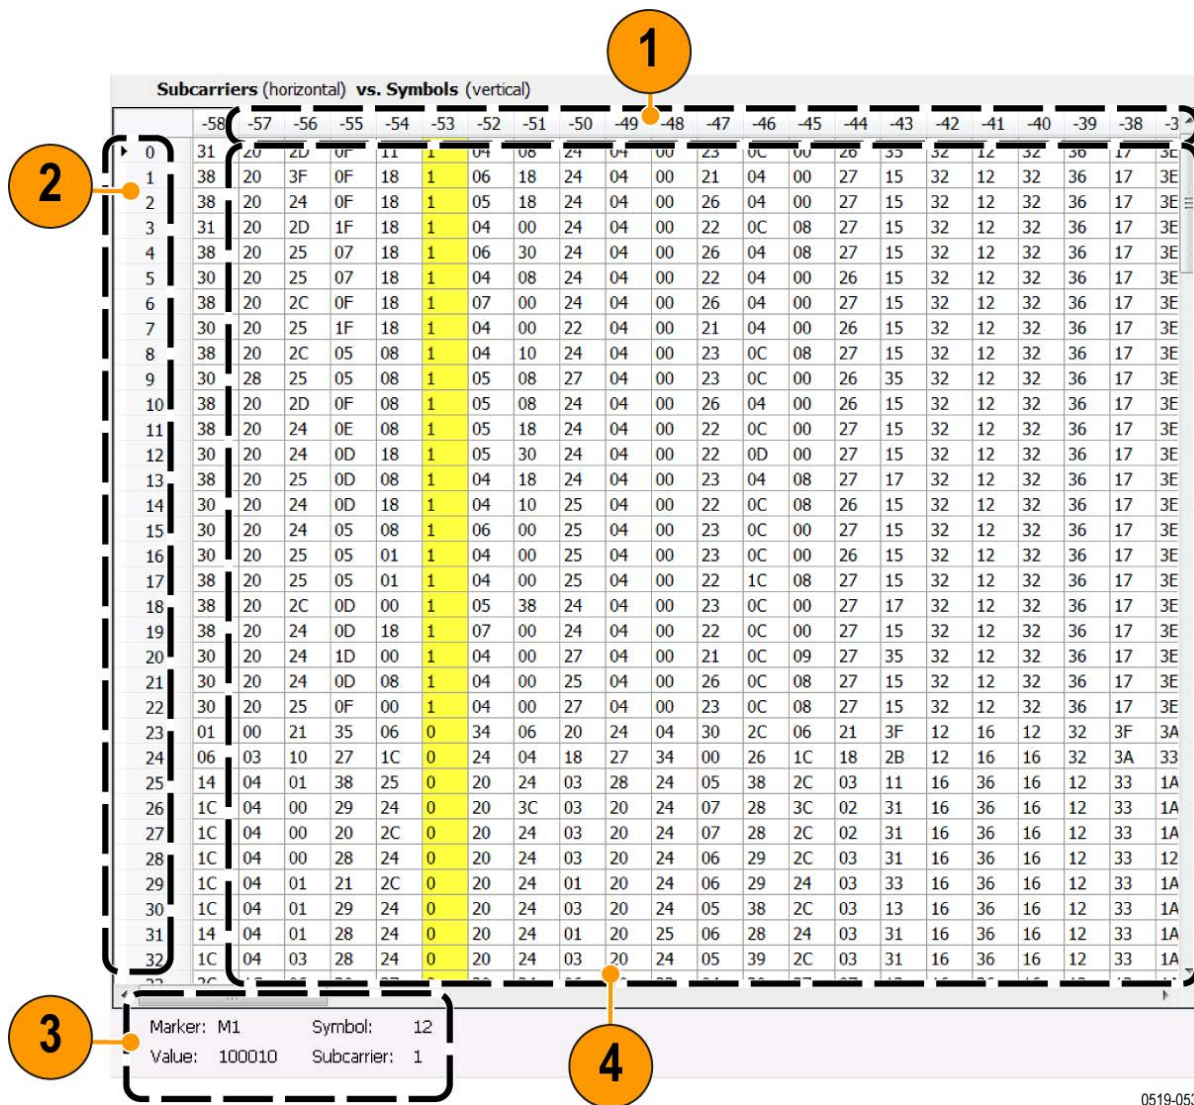 1
Subcarriers (horizontal) vs. Symbols (vertical)
-58 -57 -56 -55 -54 -53 -52 -51 -50 -49 -48 -47 -46 -45 -44 -43 -42 -41 -40 -39 -38 -3
2
0 31 20 2D 0F 11 1 04 08 24 04 00 23 0C 00 26 35 32 12 32 36 17 3E
1 38 20 3F 0F 18 1 06 18 24 04 00 21 04 00 27 15 32 12 32 36 17 3E
2 38 20 24 0F 18 1 05 18 24 04 00 26 04 00 27 15 32 12 32 36 17 3E
3 31 20 2D 1F 18 1 04 00 24 04 00 22 0C 08 27 15 32 12 32 36 17 3E
4 38 20 25 07 18 1 06 30 24 04 00 26 04 08 27 15 32 12 32 36 17 3E
5 30 20 25 07 18 1 04 08 24 04 00 22 04 00 26 15 32 12 32 36 17 3E
6 38 20 2C 0F 18 1 07 00 24 04 00 26 04 00 27 15 32 12 32 36 17 3E
7 30 20 25 1F 18 1 04 00 22 04 00 21 04 00 26 15 32 12 32 36 17 3E
8 38 20 2C 05 08 1 04 10 24 04 00 23 0C 08 27 15 32 12 32 36 17 3E
9 30 28 25 05 08 1 05 08 27 04 00 23 0C 00 26 35 32 12 32 36 17 3E
10 38 20 2D 0F 08 1 05 08 24 04 00 26 04 00 26 15 32 12 32 36 17 3E
11 38 20 24 0E 08 1 05 18 24 04 00 22 0C 00 27 15 32 12 32 36 17 3E
12 30 20 24 0D 18 1 05 30 24 04 00 22 0D 00 27 15 32 12 32 36 17 3E
13 38 20 25 0D 08 1 04 18 24 04 00 23 04 08 27 17 32 12 32 36 17 3E
14 30 20 24 0D 18 1 04 10 25 04 00 22 0C 08 26 15 32 12 32 36 17 3E
15 30 20 24 05 08 1 06 00 25 04 00 23 0C 00 27 15 32 12 32 36 17 3E
16 30 20 25 05 01 1 04 00 25 04 00 23 0C 00 26 15 32 12 32 36 17 3E
17 38 20 25 05 01 1 04 00 25 04 00 22 1C 08 27 15 32 12 32 36 17 3E
18 38 20 2C 0D 00 1 05 38 24 04 00 23 0C 00 27 17 32 12 32 36 17 3E
19 38 20 24 0D 18 1 07 00 24 04 00 22 0C 00 27 15 32 12 32 36 17 3E
20 30 20 24 1D 00 1 04 00 27 04 00 21 0C 09 27 35 32 12 32 36 17 3E
21 30 20 24 0D 08 1 04 00 25 04 00 26 0C 08 27 15 32 12 32 36 17 3E
22 30 20 25 0F 00 1 04 00 27 04 00 23 0C 08 27 15 32 12 32 36 17 3E
23 01 00 21 35 06 0 34 06 20 24 04 30 2C 06 21 3F 12 16 12 32 3F 3A
24 06 03 10 27 1C 0 24 04 18 27 34 00 26 1C 18 2B 12 16 16 32 3A 33
25 14 04 01 38 25 0 20 24 03 28 24 05 38 2C 03 11 16 36 16 12 33 1A
26 1C 04 00 29 24 0 20 3C 03 20 24 07 28 3C 02 31 16 36 16 12 33 1A
27 1C 04 00 20 2C 0 20 24 03 20 24 07 28 2C 02 31 16 36 16 12 33 1A
28 1C 04 00 28 24 0 20 24 03 20 24 06 29 2C 03 31 16 36 16 12 33 12
29 1C 04 01 21 2C 0 20 24 01 20 24 06 29 24 03 33 16 36 16 12 33 1A
30 1C 04 01 29 24 0 20 24 03 20 24 05 38 2C 03 13 16 36 16 12 33 1A
31 14 04 01 28 24 0 20 24 01 20 25 06 28 24 03 31 16 36 16 12 33 1A
32 1C 04 03 28 24 0 20 24 03 20 24 05 39 2C 03 31 16 36 16 12 33 1A
3
Marker: M1 Symbol: 12
Value: 100010 Subcarrier: 1
4
0519-053